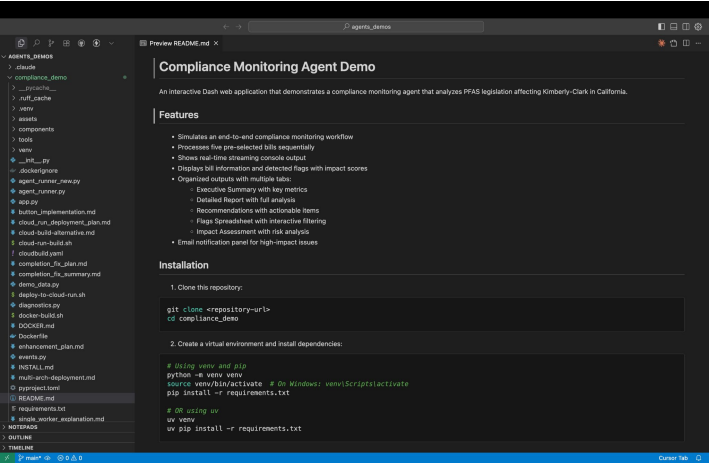 agents_demos
Preview README.md
AGENTS_DEMOS
.claude
compliance_demo
__pycache__
.ruff_cache
.venv
assets
components
tools
venv
__init__.py
.dockerignore
agent_runner_new.py
agent_runner.py
app.py
button_implementation.md
cloud_run_deployment_plan.md
cloud-build-alternative.md
cloud-run-build.sh
cloudbuild.yaml
completion_fix_plan.md
completion_fix_summary.md
demo_data.py
deploy-to-cloud-run.sh
diagnostics.py
docker-build.sh
DOCKER.md
Dockerfile
enhancement_plan.md
events.py
INSTALL.md
multi-arch-deployment.md
pyproject.toml
README.md
requirements.txt
single_worker_explanation.md
NOTEPADS
OUTLINE
TIMELINE
Compliance Monitoring Agent Demo
An interactive Dash web application that demonstrates a compliance monitoring agent that analyzes PFAS legislation affecting Kimberly-Clark in California.
Features
• Simulates an end-to-end compliance monitoring workflow
• Processes five pre-selected bills sequentially
• Shows real-time streaming console output
• Displays bill information and detected flags with impact scores
• Organized outputs with multiple tabs:
○ Executive Summary with key metrics
○ Detailed Report with full analysis
○ Recommendations with actionable items
○ Flags Spreadsheet with interactive filtering
○ Impact Assessment with risk analysis
• Email notification panel for high-impact issues
Installation
1. Clone this repository:
git clone <repository-url>
cd compliance_demo
2. Create a virtual environment and install dependencies:
# Using venv and pip
python -m venv venv
source venv/bin/activate  # On Windows: venv\Scripts\activate
pip install -r requirements.txt
# OR using uv
uv venv
uv pip install -r requirements.txt
main*
0
0
Cursor Tab